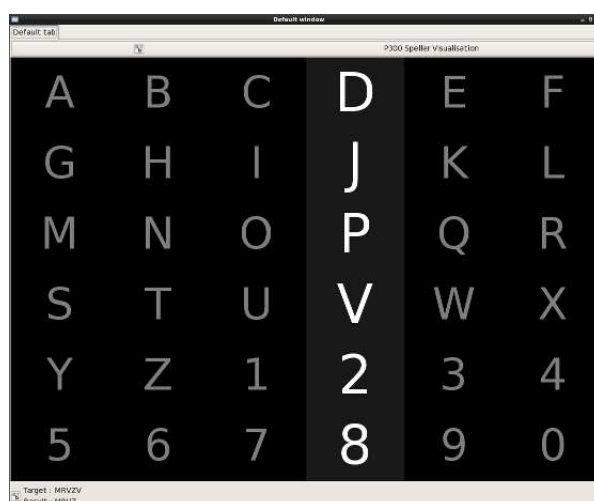 Default window
Default tab
P300 Speller Visualisation
A B C D E F
G H I J K L
M N O P Q R
S T U V W X
Y Z 1 2 3 4
5 6 7 8 9 0
Target : MRVZV
Result :